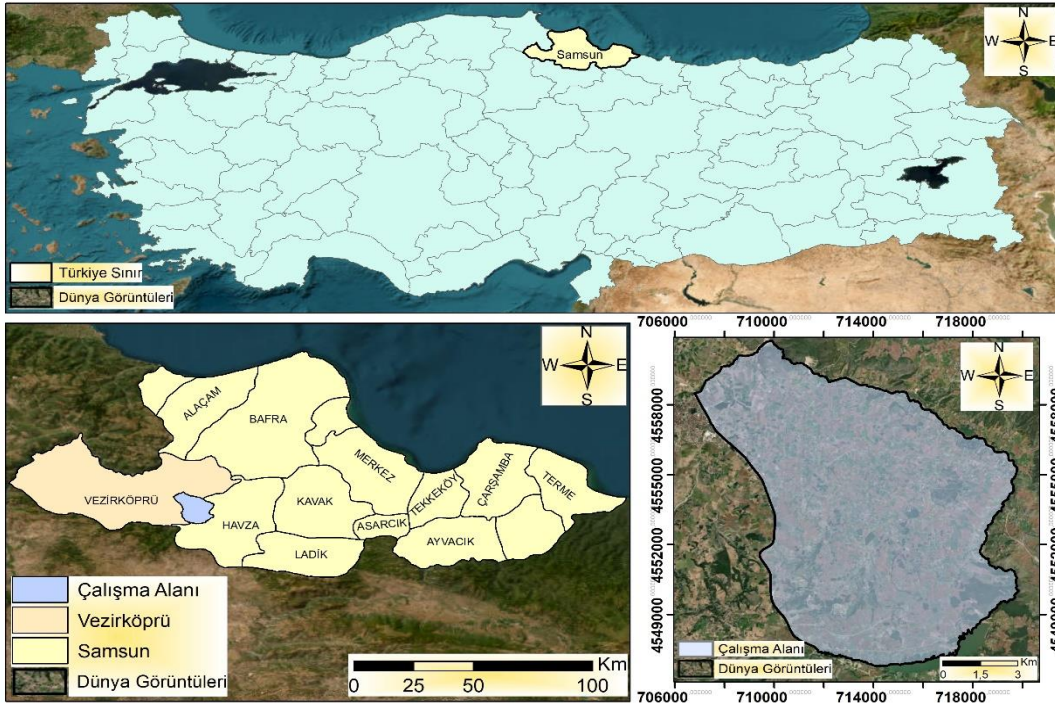 N
W E
S
Samsun
Türkiye Sınır
Dünya Görüntüleri
N
W E
S
ALAÇAM
BAFRA
MERKEZ
VEZİRKÖPRÜ
HAVZA
KAVAK
ASARCIK
TEKKEKÖY
ÇARŞAMBA
TERME
LADİK
AYVACIK
Çalışma Alanı
Vezirköprü
Samsun
Dünya Görüntüleri
Km
0 25 50 100
706000 710000 714000 718000
N
W E
S
4558000
4555000
4552000
4549000
4552000
Çalışma Alanı
Dünya Görüntüleri
Km
0 1,5 3
706000 710000 714000 718000